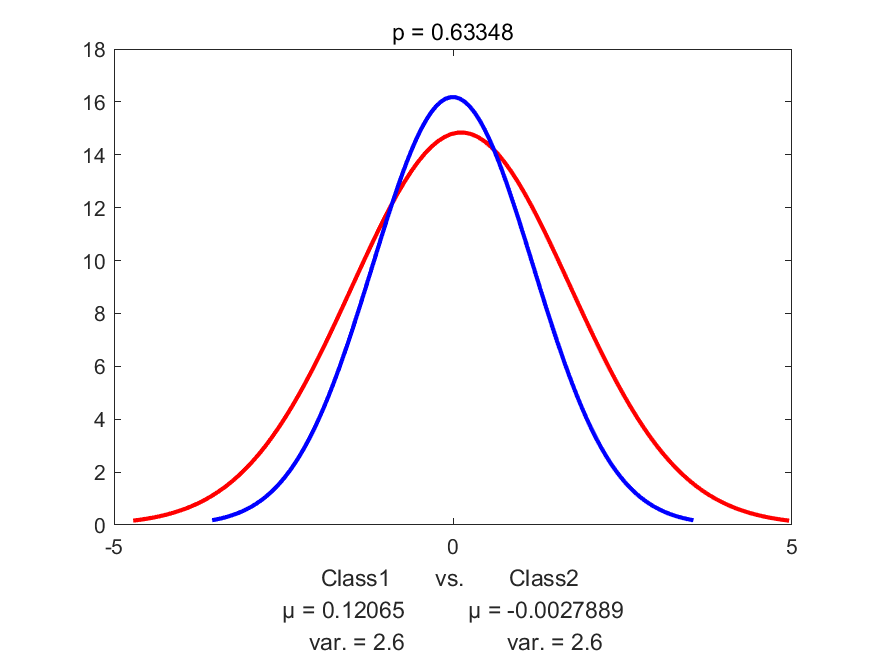 p = 0.63348
18
16
14
12
10
8
6
4
2
0
-5 0 5
Class1 vs. Class2
μ = 0.12065 μ = -0.0027889
var. = 2.6 var. = 2.6